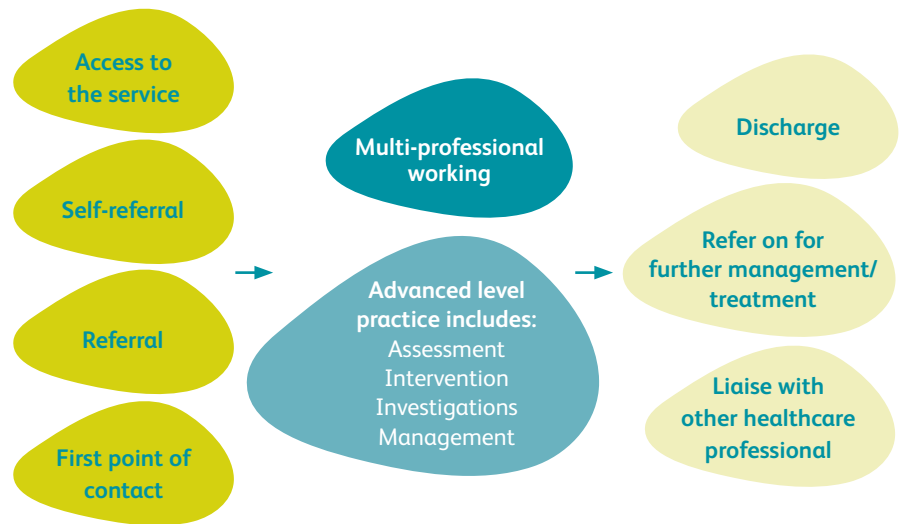 Access to
the service
Self-referral
Referral
First point of
contact
Multi-professional
working
Advanced level
practice includes:
Assessment
Intervention
Investigations
Management
Discharge
Refer on for
further management/
treatment
Liaise with
other healthcare
professional